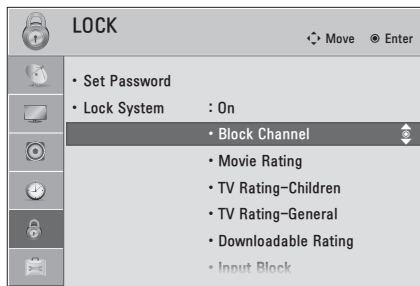 LOCK
Move Enter
• Set Password
• Lock System : On
• Block Channel
• Movie Rating
• TV Rating-Children
• TV Rating-General
• Downloadable Rating
• Input Block